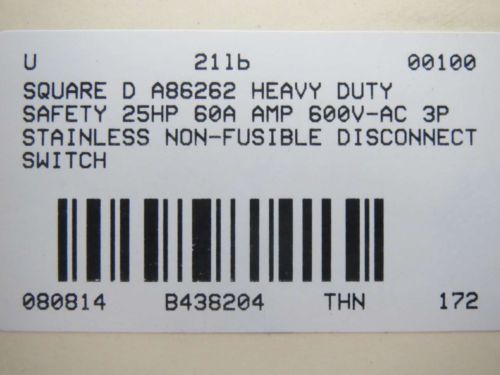 U 21lb 00100
SQUARE D A86262 HEAVY DUTY
SAFETY 25HP 60A AMP 600V-AC 3P
STAINLESS NON-FUSIBLE DISCONNECT
SWITCH
080814 B438204 THN 172